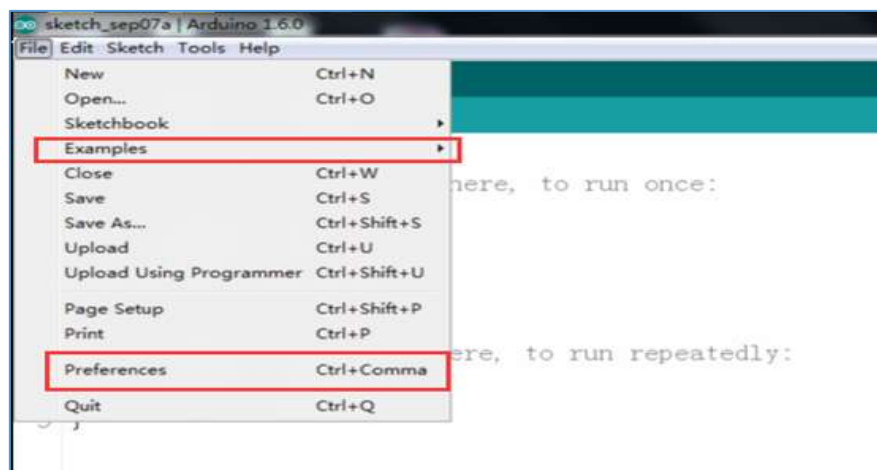 sketch_sep07a | Arduino 1.6.0
File Edit Sketch Tools Help
New Ctrl+N
Open... Ctrl+O
Sketchbook
Examples
Close Ctrl+W
Save Ctrl+S
Save As... Ctrl+Shift+S
Upload Ctrl+U
Upload Using Programmer Ctrl+Shift+U
Page Setup Ctrl+Shift+P
Print Ctrl+P
Preferences Ctrl+Comma
Quit Ctrl+Q
here, to run once:
here, to run repeatedly:
}